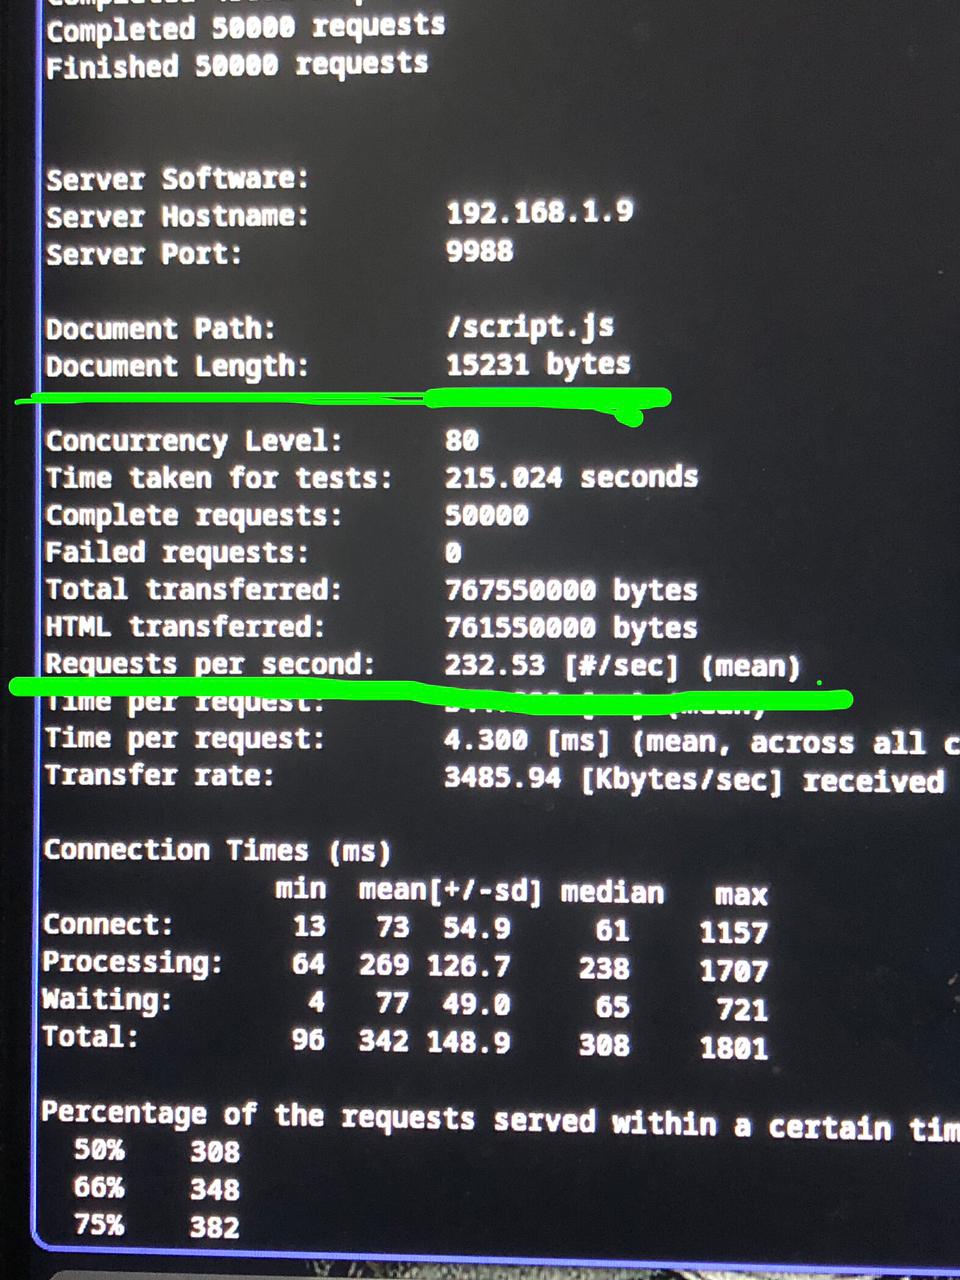 Completed 50000 requests
Finished 50000 requests
Server Software:
Server Hostname: 192.168.1.9
Server Port: 9988
Document Path: /script.js
Document Length: 15231 bytes
Concurrency Level: 80
Time taken for tests: 215.024 seconds
Complete requests: 50000
Failed requests: 0
Total transferred: 767550000 bytes
HTML transferred: 761550000 bytes
Requests per second: 232.53 [#/sec] (mean)
Time per request: (mean)
Time per request: 4.300 [ms] (mean, across all c
Transfer rate: 3485.94 [Kbytes/sec] received
Connection Times (ms)
min mean[+/-sd] median max
Connect: 13 73 54.9 61 1157
Processing: 64 269 126.7 238 1707
Waiting: 4 77 49.0 65 721
Total: 96 342 148.9 308 1801
Percentage of the requests served within a certain tim
50% 308
66% 348
75% 382